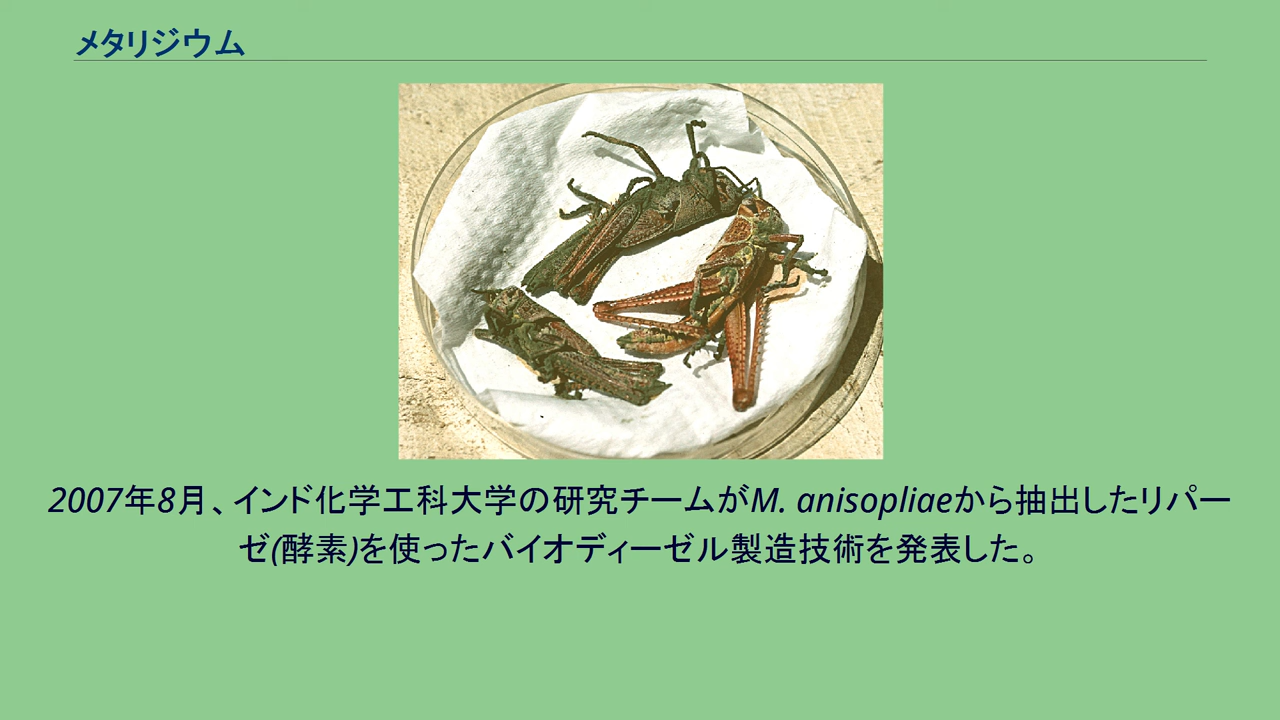 メタリジウム
2007年8月、インド化学工科大学の研究チームがM. anisopliaeから抽出したリパー
ゼ(酵素)を使ったバイオディーゼル製造技術を発表した。